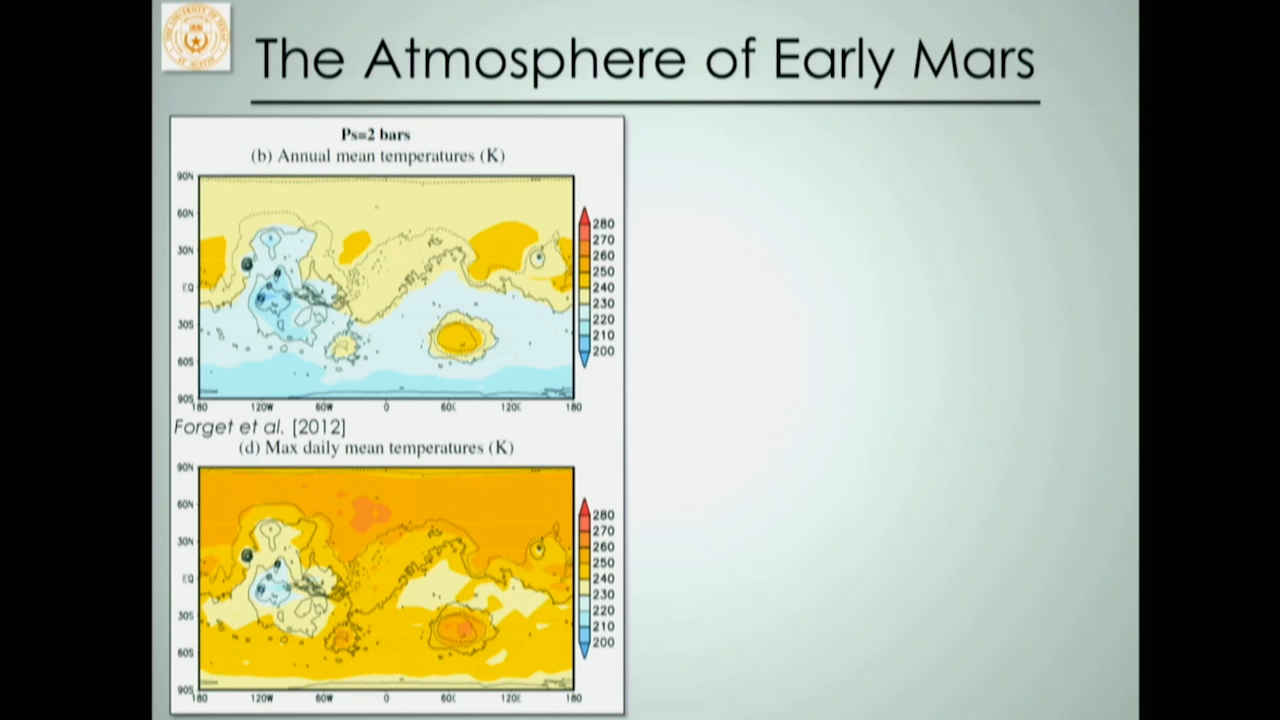 The Atmosphere of Early Mars
Ps=2 bars
(b) Annual mean temperatures (K)
90N
60N
30N
EQ
30S
60S
90S
180 120W 60W 0 60E 120E 180
280
270
260
250
240
230
220
210
200
Forget et al. [2012]
(d) Max daily mean temperatures (K)
90N
60N
30N
EQ
30S
60S
90S
180 120W 60W 0 60E 120E 180
280
270
260
250
240
230
220
210
200